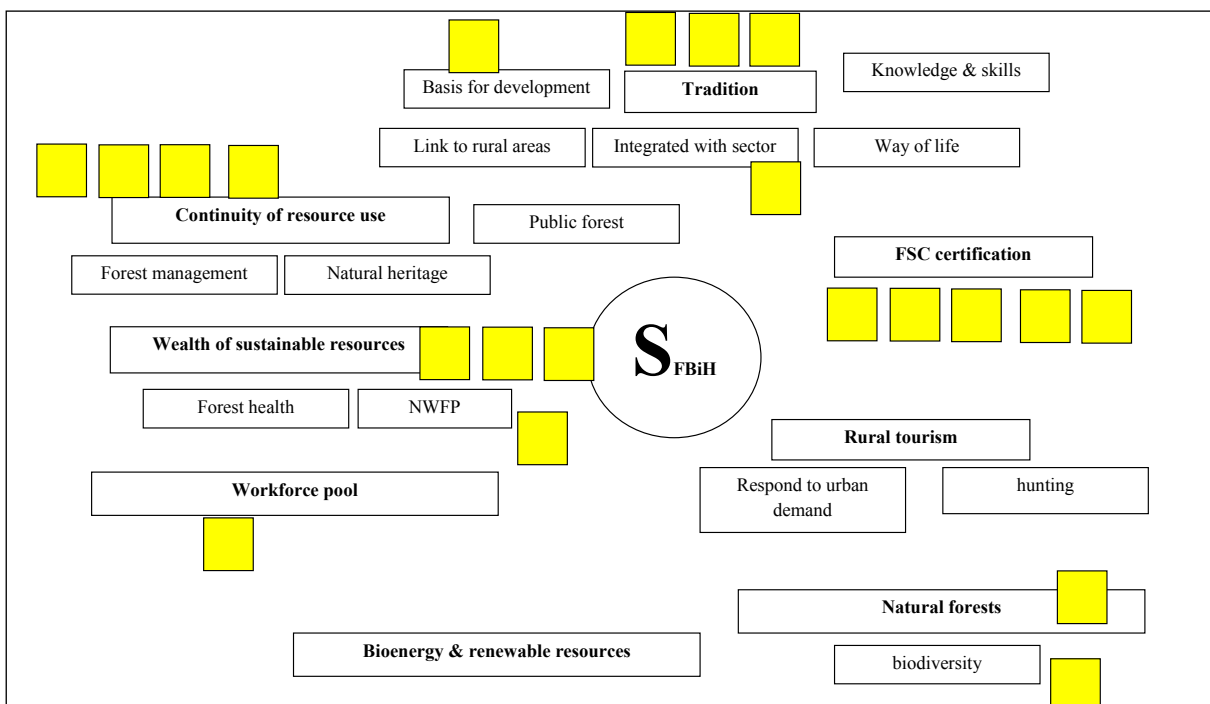 Knowledge & skills
Basis for development
Tradition
Link to rural areas
Integrated with sector
Way of life
Continuity of resource use
Public forest
FSC certification
Forest management
Natural heritage
Wealth of sustainable resources
S FBiH
Forest health
NWFP
Rural tourism
Workforce pool
Respond to urban
demand
hunting
Natural forests
Bioenergy & renewable resources
biodiversity